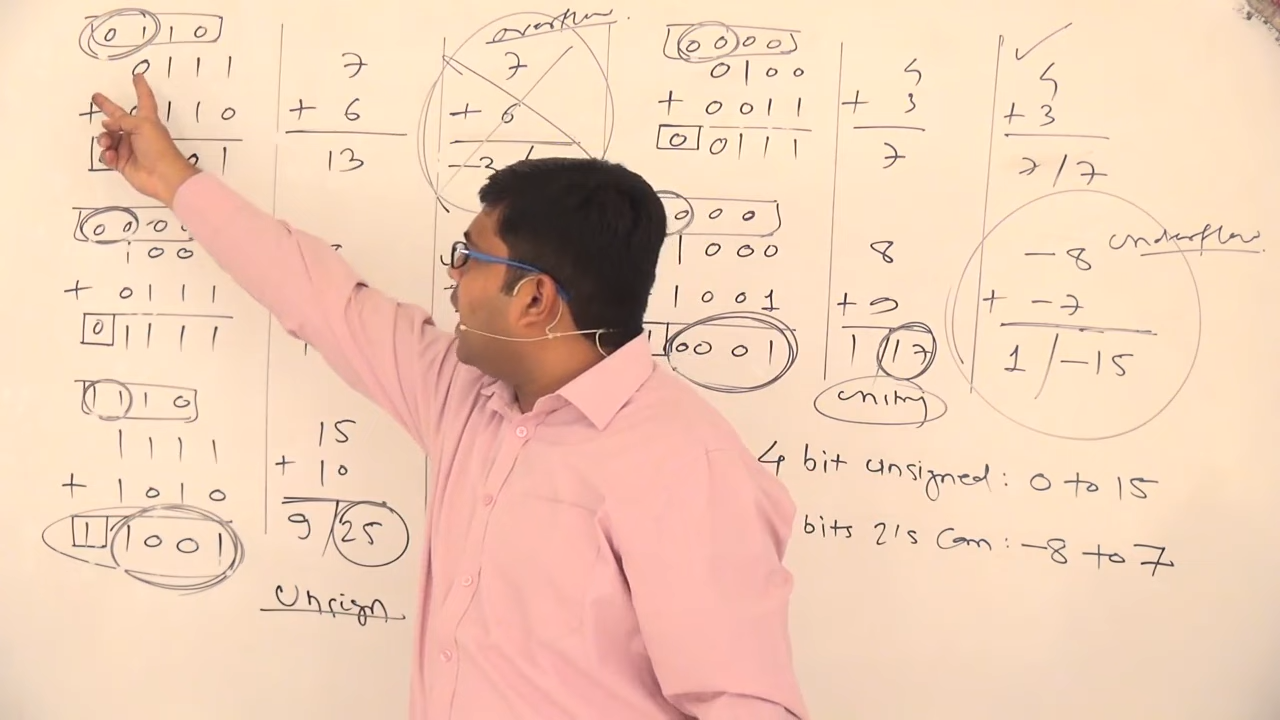 0 1 1 0
0 1 1 1
+ 0 1 1 0
0 1
7
+ 6
13
overflow
7
+ 6
0 0 0 0
0 1 0 0
+ 0 0 1 1
0 0 1 1 1
4
+ 3
7
✓
4
+ 3
7 / 7
0 0 0
1 0 0
+ 0 1 1 1
0 1 1 1 1
0 0 0
1 0 0 0
1 0 0 1
0 0 0 1
8
+ 9
1 17
underflow
-8
+ -7
1 / -15
1 1 1 0
1 1 1 1
+ 1 0 1 0
1 1 0 0 1
15
+ 10
9 / 25
Unsign
4 bit unsigned: 0 to 15
bits 2's Com: -8 to 7